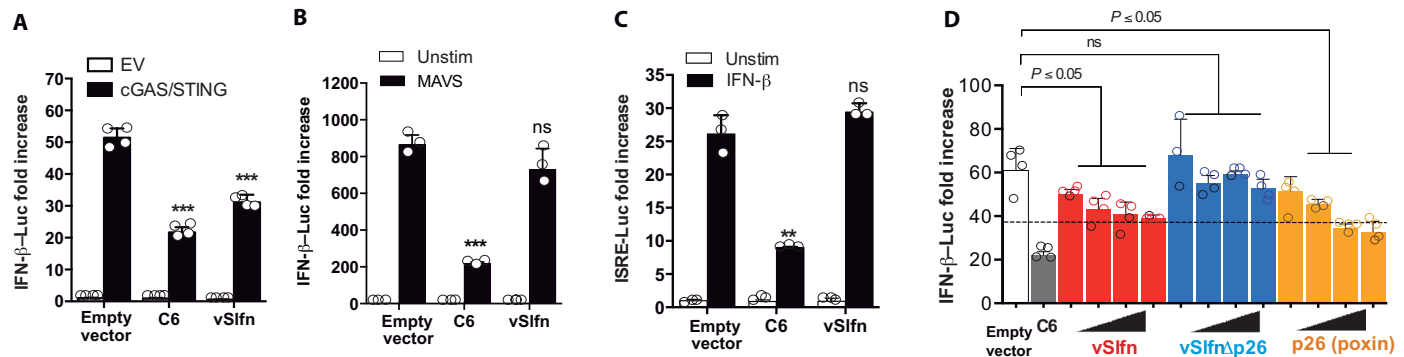 A
EV
cGAS/STING
IFN-β–Luc fold increase
70
60
50
40
30
20
10
0
***
***
Empty vector
C6
vSlfn
B
Unstim
MAVS
IFN-β–Luc fold increase
1200
1000
800
600
400
200
0
***
ns
Empty vector
C6
vSlfn
C
Unstim
IFN-β
ISRE-Luc fold increase
35
30
25
20
15
10
5
0
**
ns
Empty vector
C6
vSlfn
D
P ≤ 0.05
ns
P ≤ 0.05
IFN-β–Luc fold increase
100
80
60
40
20
0
Empty vector
C6
vSlfn
vSlfnΔp26
p26 (poxin)